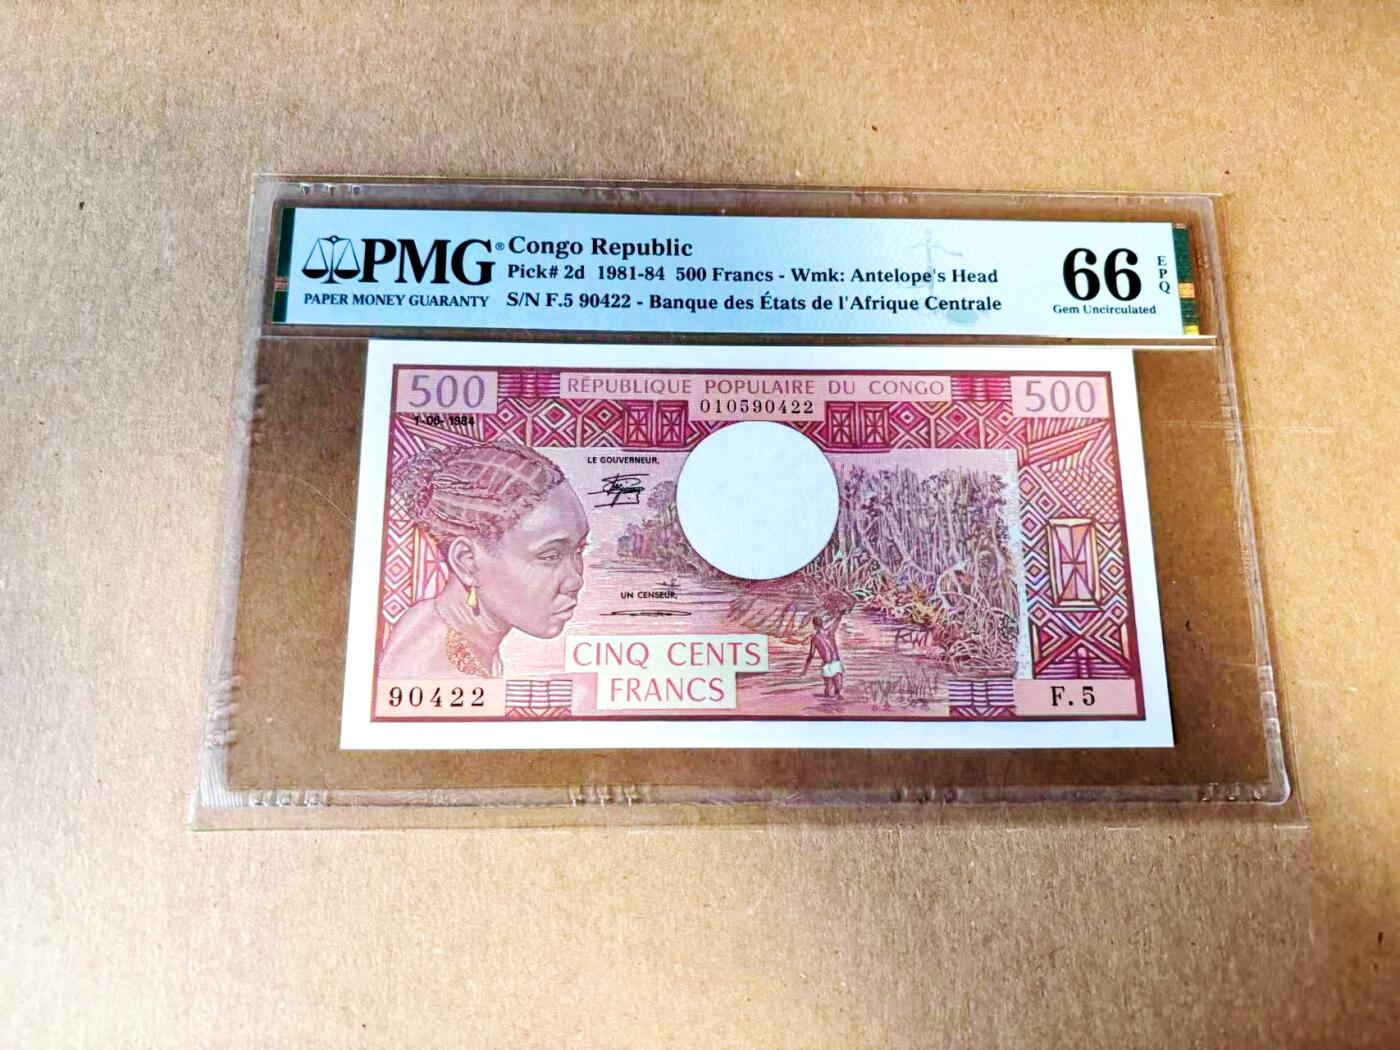 PMG®
PAPER MONEY GUARANTY
Congo Republic
Pick# 2d 1981-84 500 Francs - Wmk: Antelope's Head
S/N F.5 90422 - Banque des États de l'Afrique Centrale
66
EPQ
Gem Uncirculated
500
RÉPUBLIQUE POPULAIRE DU CONGO
500
010590422
1-06-1984
LE GOUVERNEUR,
UN CENSEUR,
CINQ CENTS
FRANCS
90422
F.5